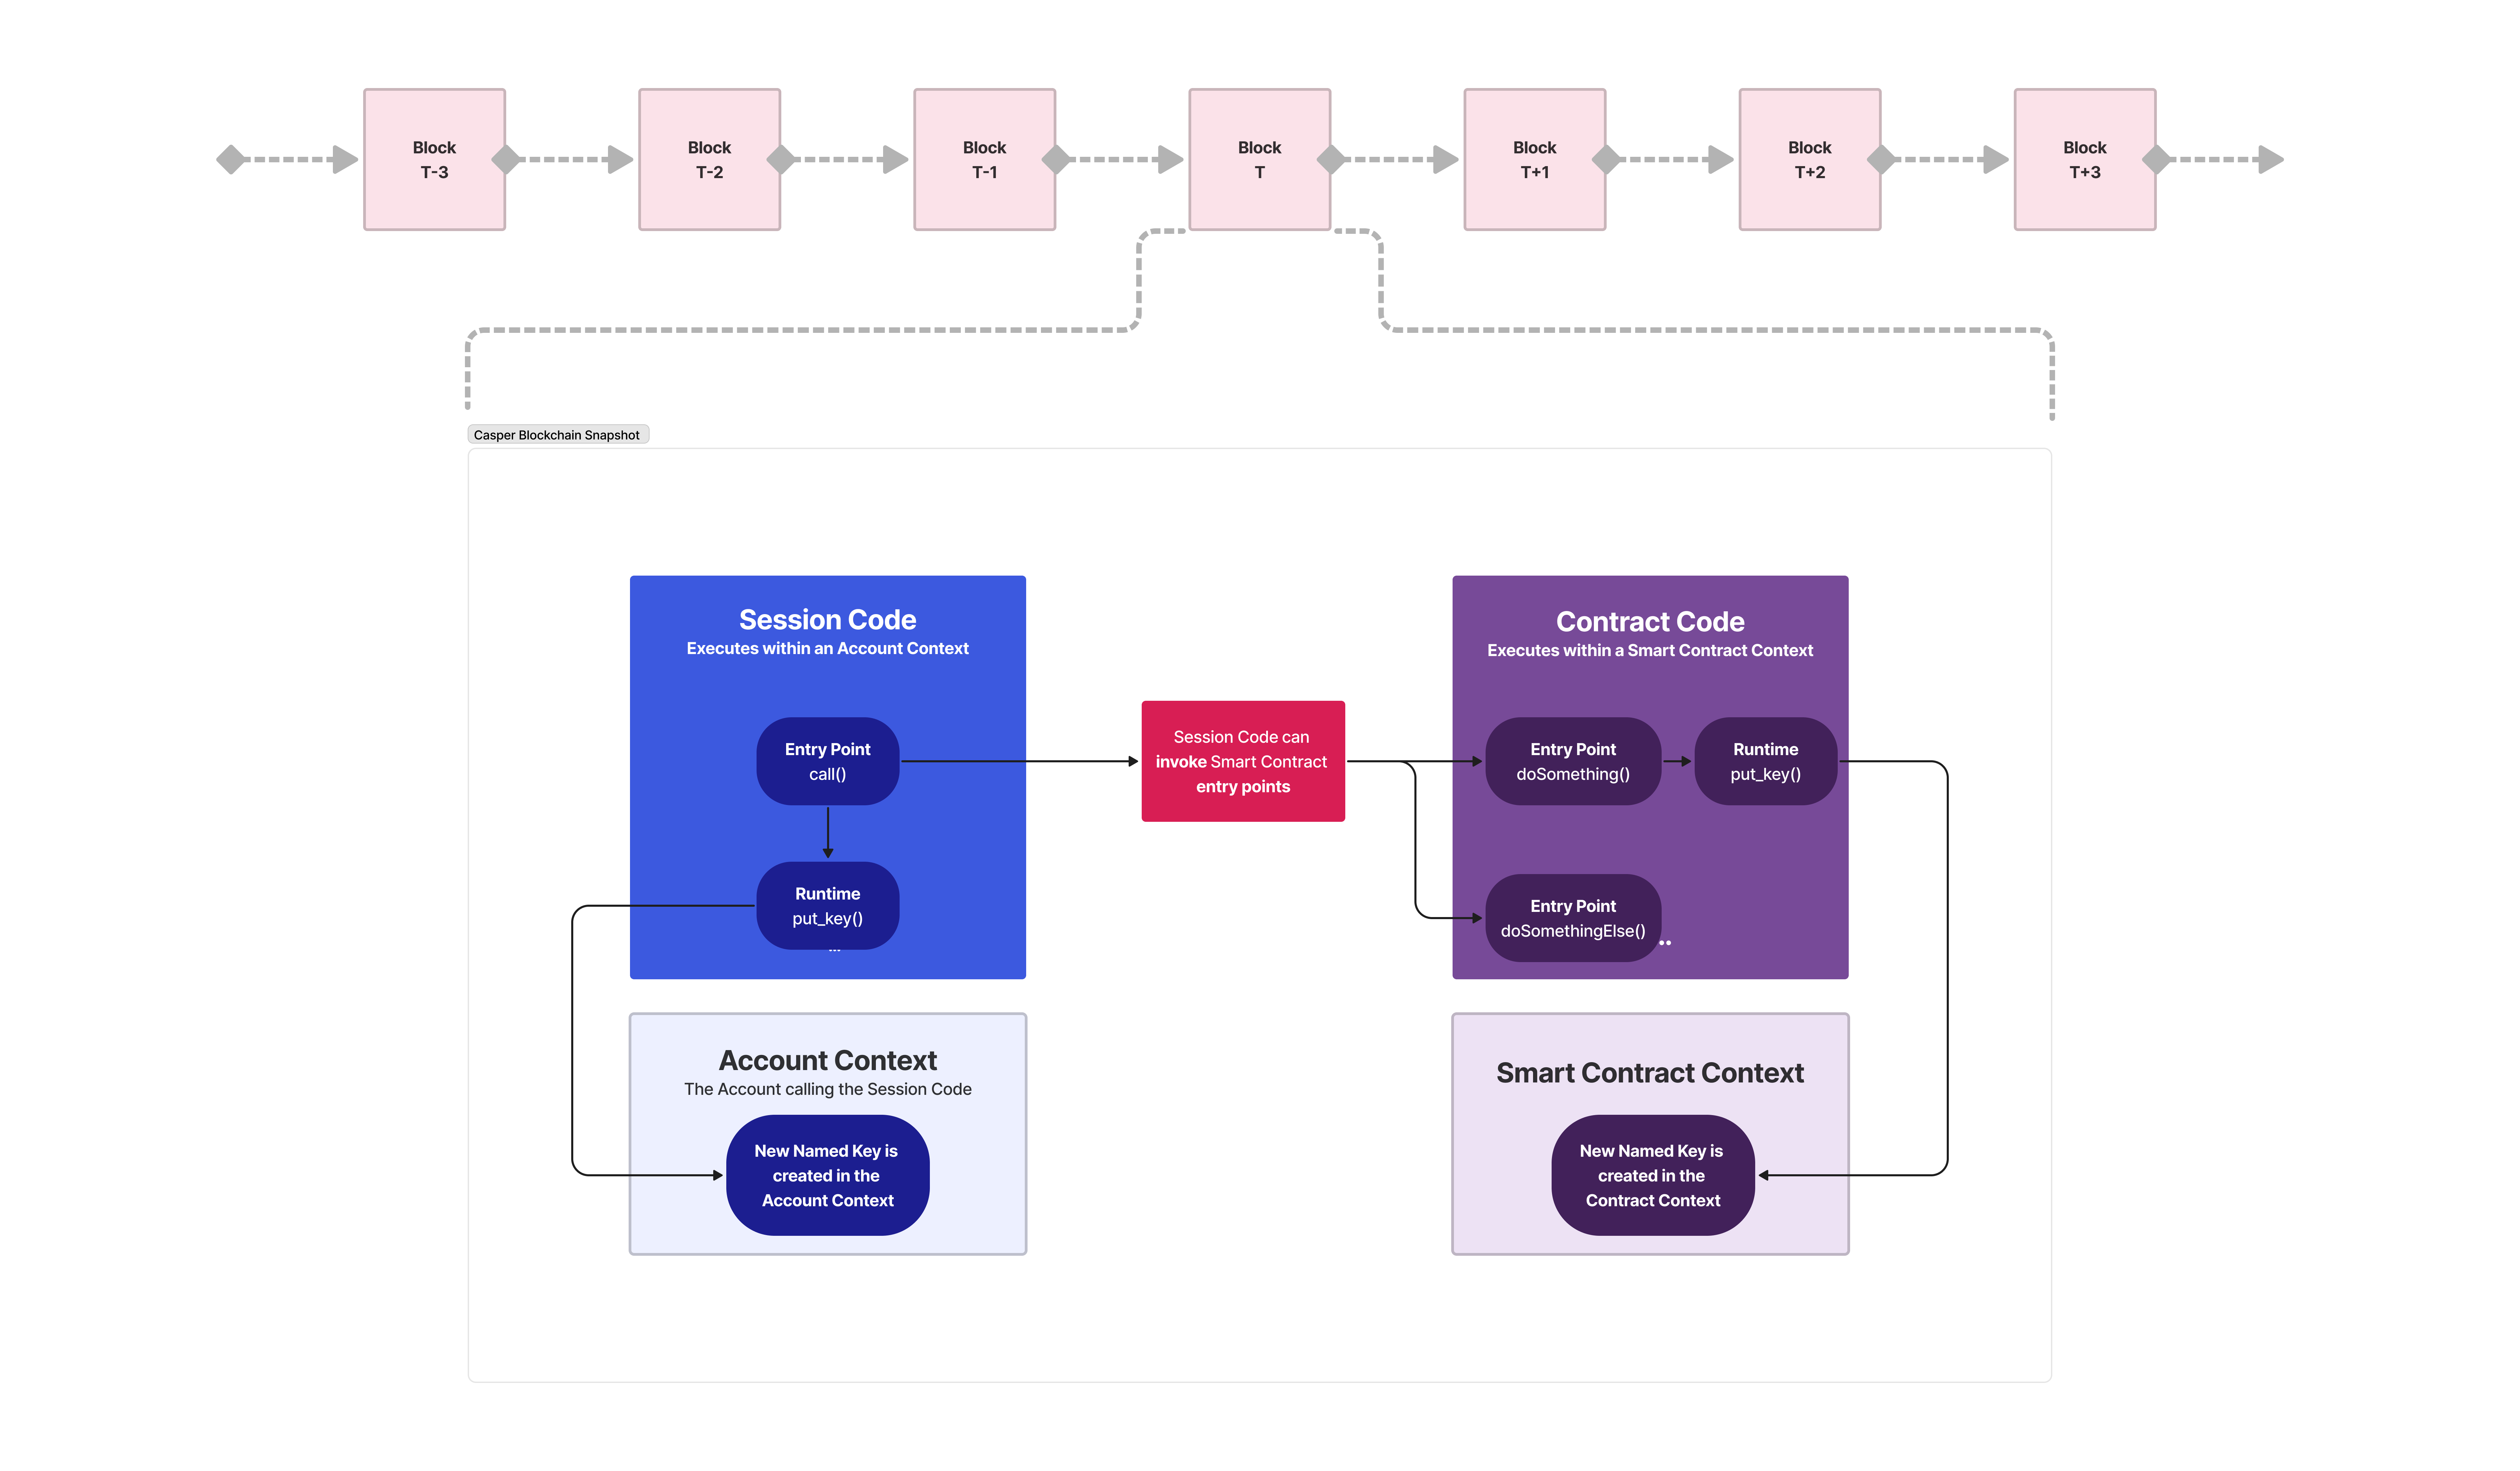 Block
T-3
Block
T-2
Block
T-1
Block
T
Block
T+1
Block
T+2
Block
T+3
Casper Blockchain Snapshot
Session Code
Executes within an Account Context
Entry Point
call()
Runtime
put_key()
...
Session Code can
invoke Smart Contract
entry points
Contract Code
Executes within a Smart Contract Context
Entry Point
doSomething()
Runtime
put_key()
Entry Point
doSomethingElse()
..
Account Context
The Account calling the Session Code
New Named Key is
created in the
Account Context
Smart Contract Context
New Named Key is
created in the
Contract Context